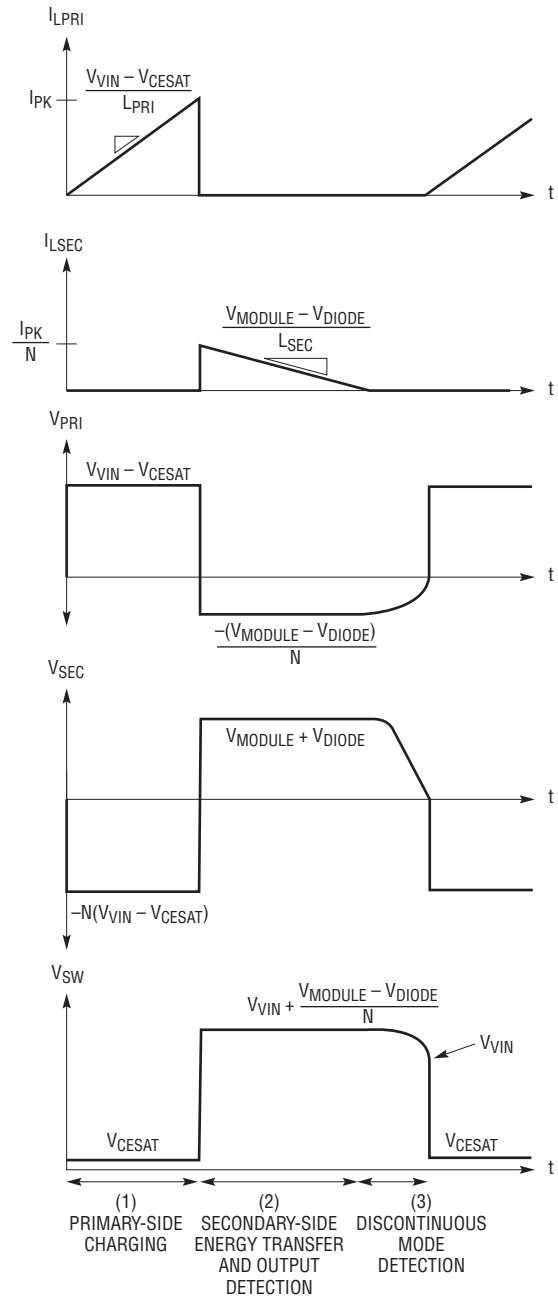 I_LPRI
V_VIN – V_CESAT
L_PRI
I_PK
t
I_LSEC
V_MODULE – V_DIODE
L_SEC
I_PK
N
t
V_PRI
V_VIN – V_CESAT
t
–(V_MODULE – V_DIODE)
N
V_SEC
V_MODULE + V_DIODE
t
–N(V_VIN – V_CESAT)
V_SW
V_VIN + V_MODULE – V_DIODE
N
V_VIN
V_CESAT
V_CESAT
t
(1)
PRIMARY-SIDE
CHARGING
(2)
SECONDARY-SIDE
ENERGY TRANSFER
AND OUTPUT
DETECTION
(3)
DISCONTINUOUS
MODE
DETECTION